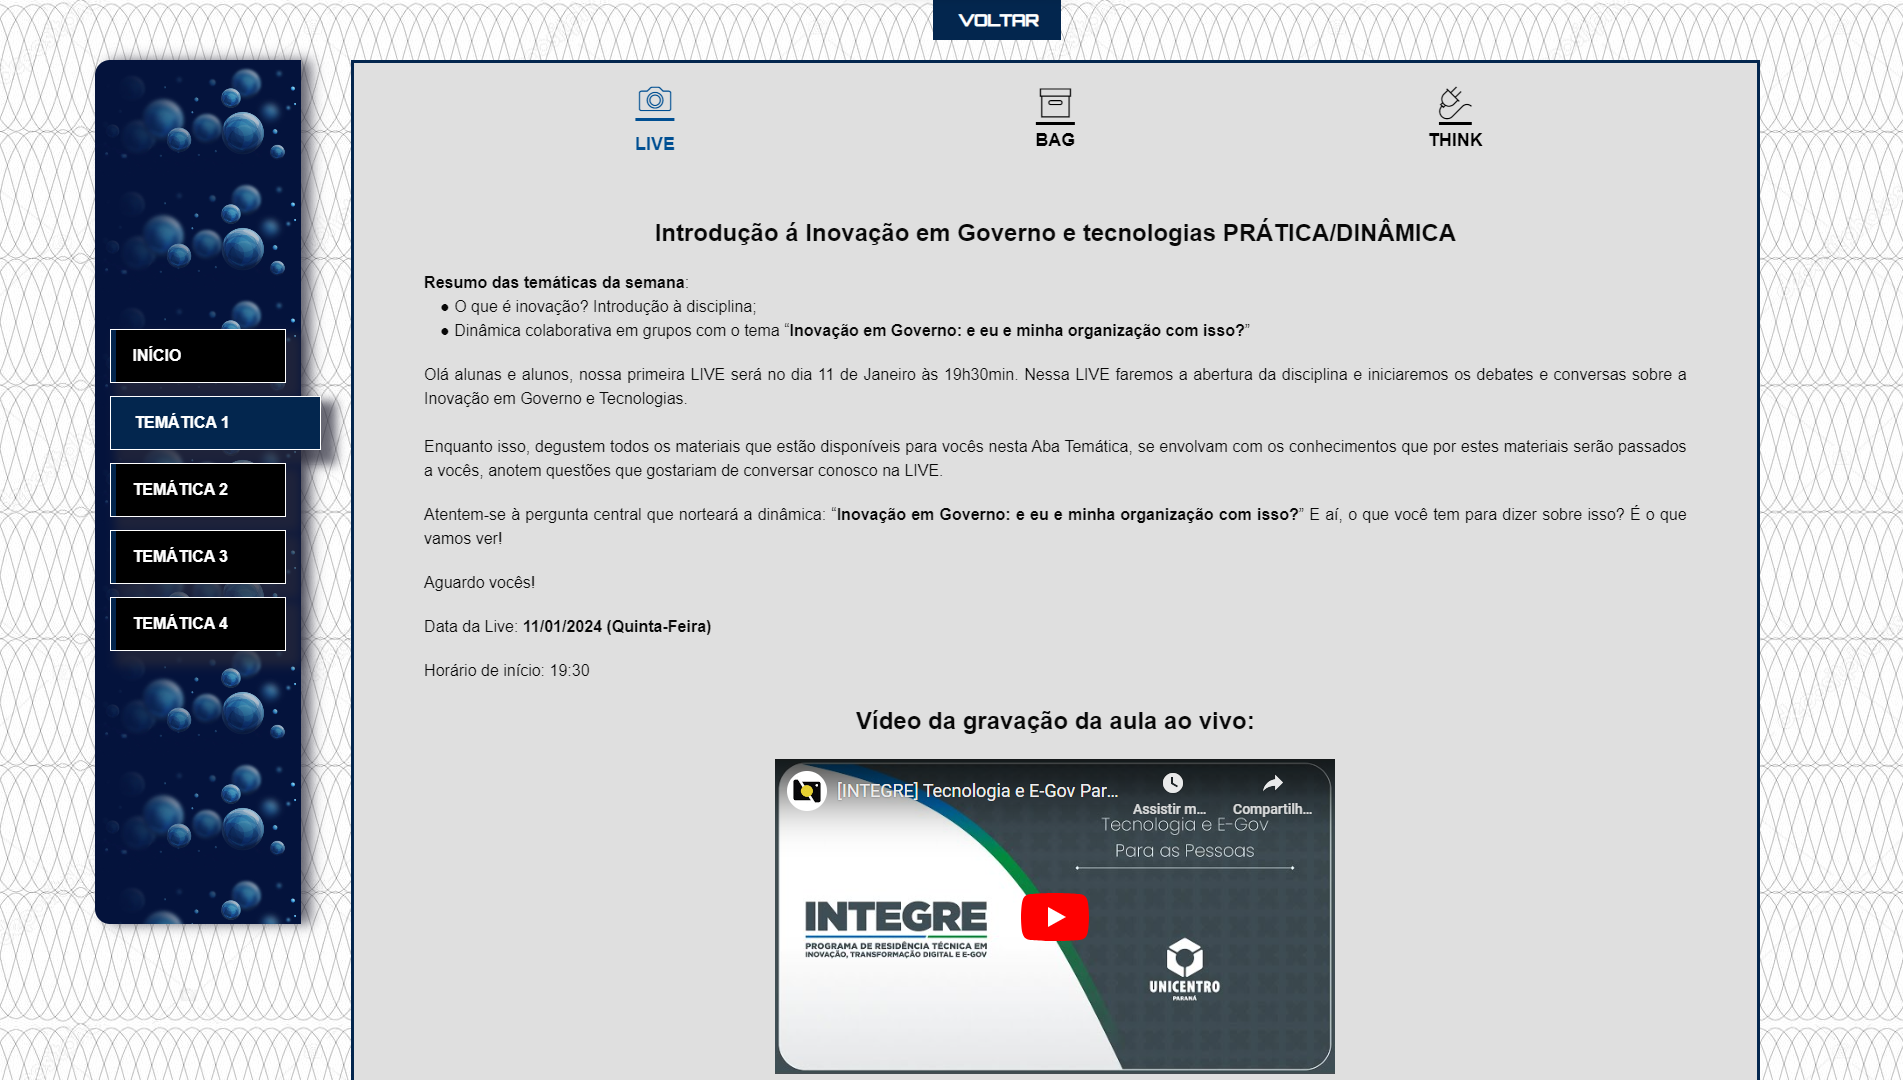 VOLTAR
LIVE
BAG
THINK
INÍCIO
TEMÁTICA 1
TEMÁTICA 2
TEMÁTICA 3
TEMÁTICA 4
Introdução á Inovação em Governo e tecnologias PRÁTICA/DINÂMICA
Resumo das temáticas da semana:
● O que é inovação? Introdução à disciplina;
● Dinâmica colaborativa em grupos com o tema “Inovação em Governo: e eu e minha organização com isso?”
Olá alunas e alunos, nossa primeira LIVE será no dia 11 de Janeiro às 19h30min. Nessa LIVE faremos a abertura da disciplina e iniciaremos os debates e conversas sobre a
Inovação em Governo e Tecnologias.
Enquanto isso, degustem todos os materiais que estão disponíveis para vocês nesta Aba Temática, se envolvam com os conhecimentos que por estes materiais serão passados
a vocês, anotem questões que gostariam de conversar conosco na LIVE.
Atentem-se à pergunta central que norteará a dinâmica: “Inovação em Governo: e eu e minha organização com isso?” E aí, o que você tem para dizer sobre isso? É o que
vamos ver!
Aguardo vocês!
Data da Live: 11/01/2024 (Quinta-Feira)
Horário de início: 19:30
Vídeo da gravação da aula ao vivo:
[INTEGRE] Tecnologia e E-Gov Par...
Assistir m...
Compartilh...
Tecnologia e E-Gov
Para as Pessoas
INTEGRE
PROGRAMA DE RESIDÊNCIA TÉCNICA EM
INOVAÇÃO, TRANSFORMAÇÃO DIGITAL E E-GOV
UNICENTRO
PARANÁ